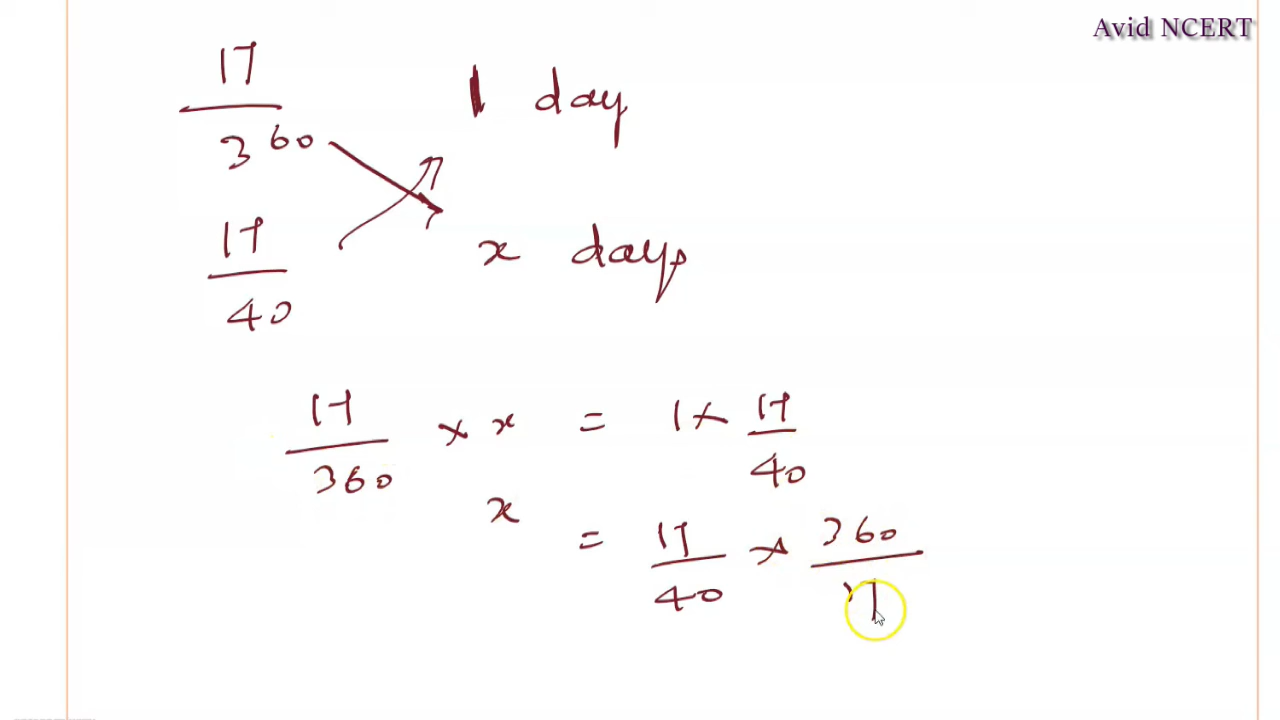 Avid NCERT
17/360 1 day
17/40 x days
17/360 × x = 1 × 17/40
x = 17/40 × 360/17